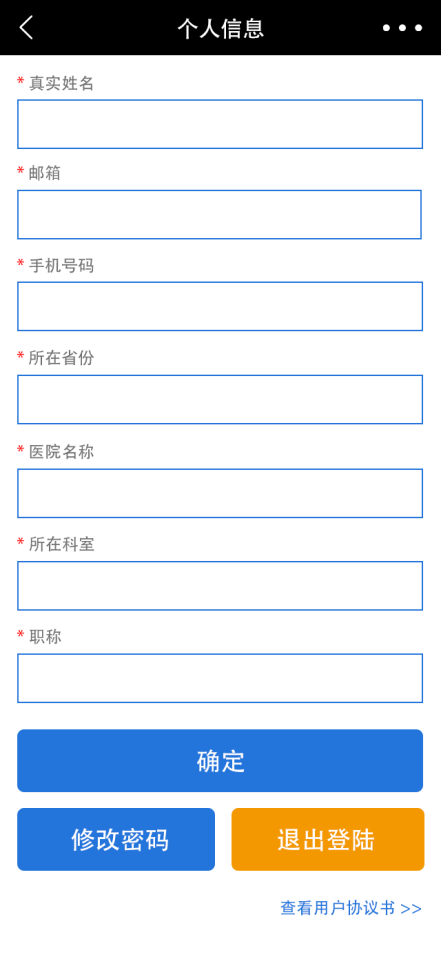 个人信息
* 真实姓名
* 邮箱
* 手机号码
* 所在省份
* 医院名称
* 所在科室
* 职称
确定
修改密码 退出登陆
查看用户协议书 >>